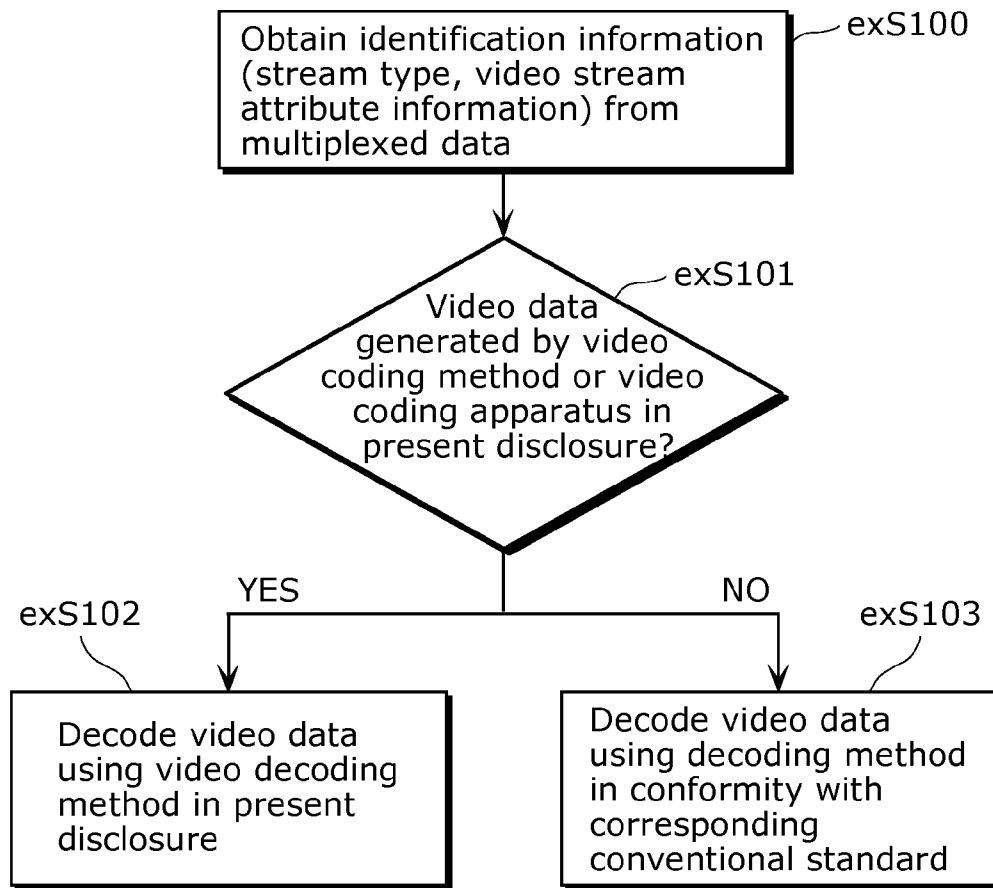 exS100
Obtain identification information
(stream type, video stream
attribute information) from
multiplexed data
exS101
Video data
generated by video
coding method or video
coding apparatus in
present disclosure?
YES
NO
exS102
exS103
Decode video data
using video decoding
method in present
disclosure
Decode video data
using decoding method
in conformity with
corresponding
conventional standard